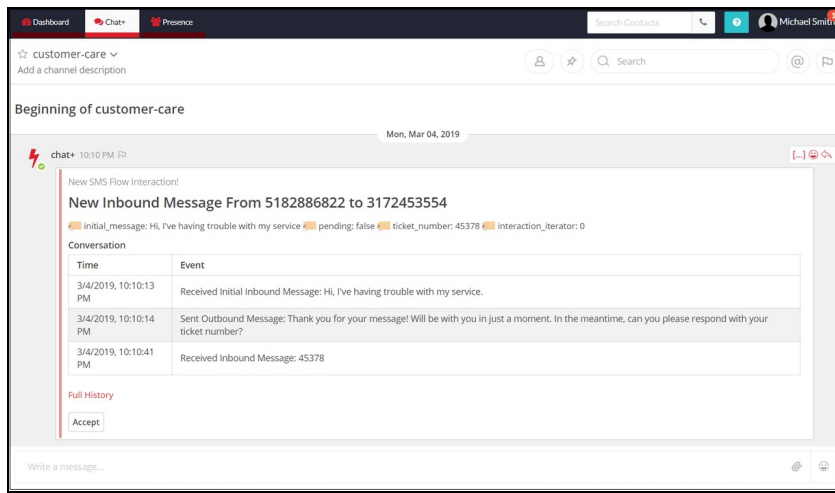 Dashboard
Chat+
Presence
Search Contacts
Michael Smith
customer-care
Add a channel description
Search
Beginning of customer-care
Mon, Mar 04, 2019
chat+ 10:10 PM
[...]
New SMS Flow Interaction!
New Inbound Message From 5182886822 to 3172453554
initial_message: Hi, I've having trouble with my service pending: false ticket_number: 45378 interaction_iterator: 0
Conversation
Time Event
3/4/2019, 10:10:13
PM
Received Initial Inbound Message: Hi, I've having trouble with my service.
3/4/2019, 10:10:14
PM
Sent Outbound Message: Thank you for your message! Will be with you in just a moment. In the meantime, can you please respond with your
ticket number?
3/4/2019, 10:10:41
PM
Received Inbound Message: 45378
Full History
Accept
Write a message...